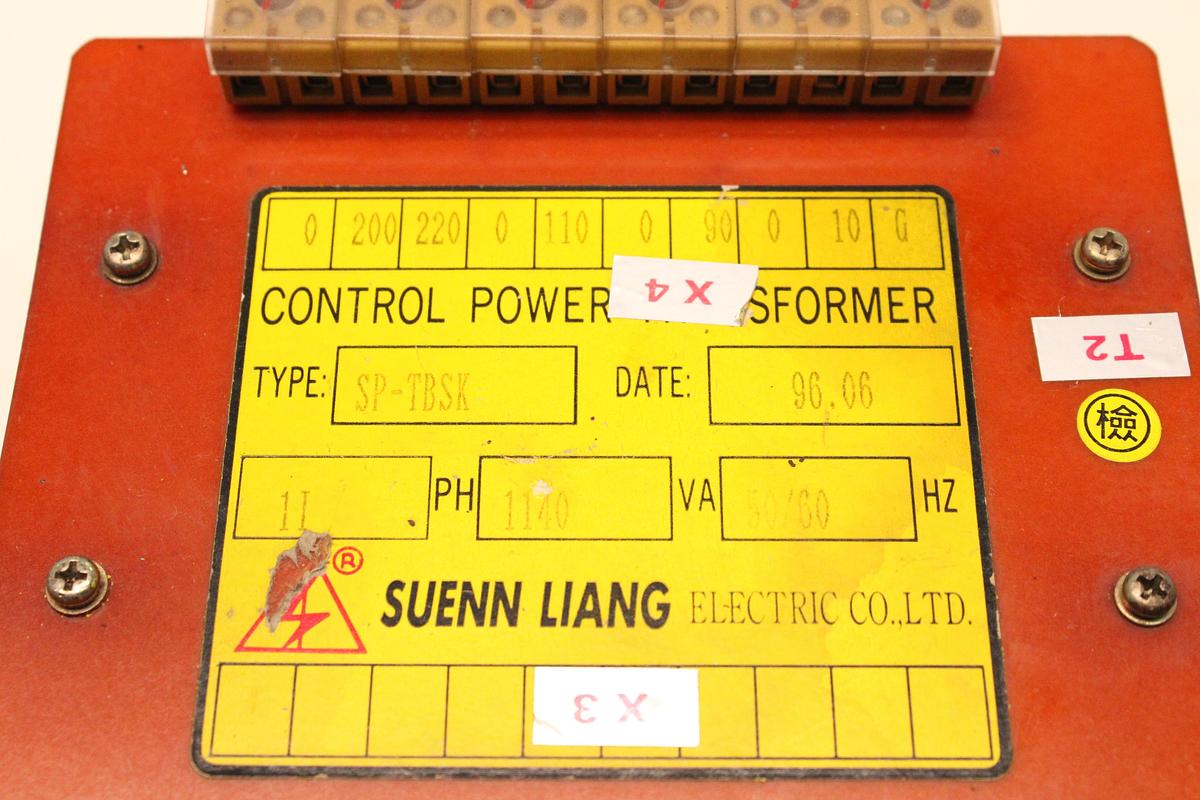 0 200 220 0 110 0 90 0 10 G
X 4
CONTROL POWER SFORMER
T2
TYPE: SP-TBSK DATE: 96.06
檢
1I PH 1140 VA 50/60 HZ
®
SUENN LIANG ELECTRIC CO.,LTD.
X 3